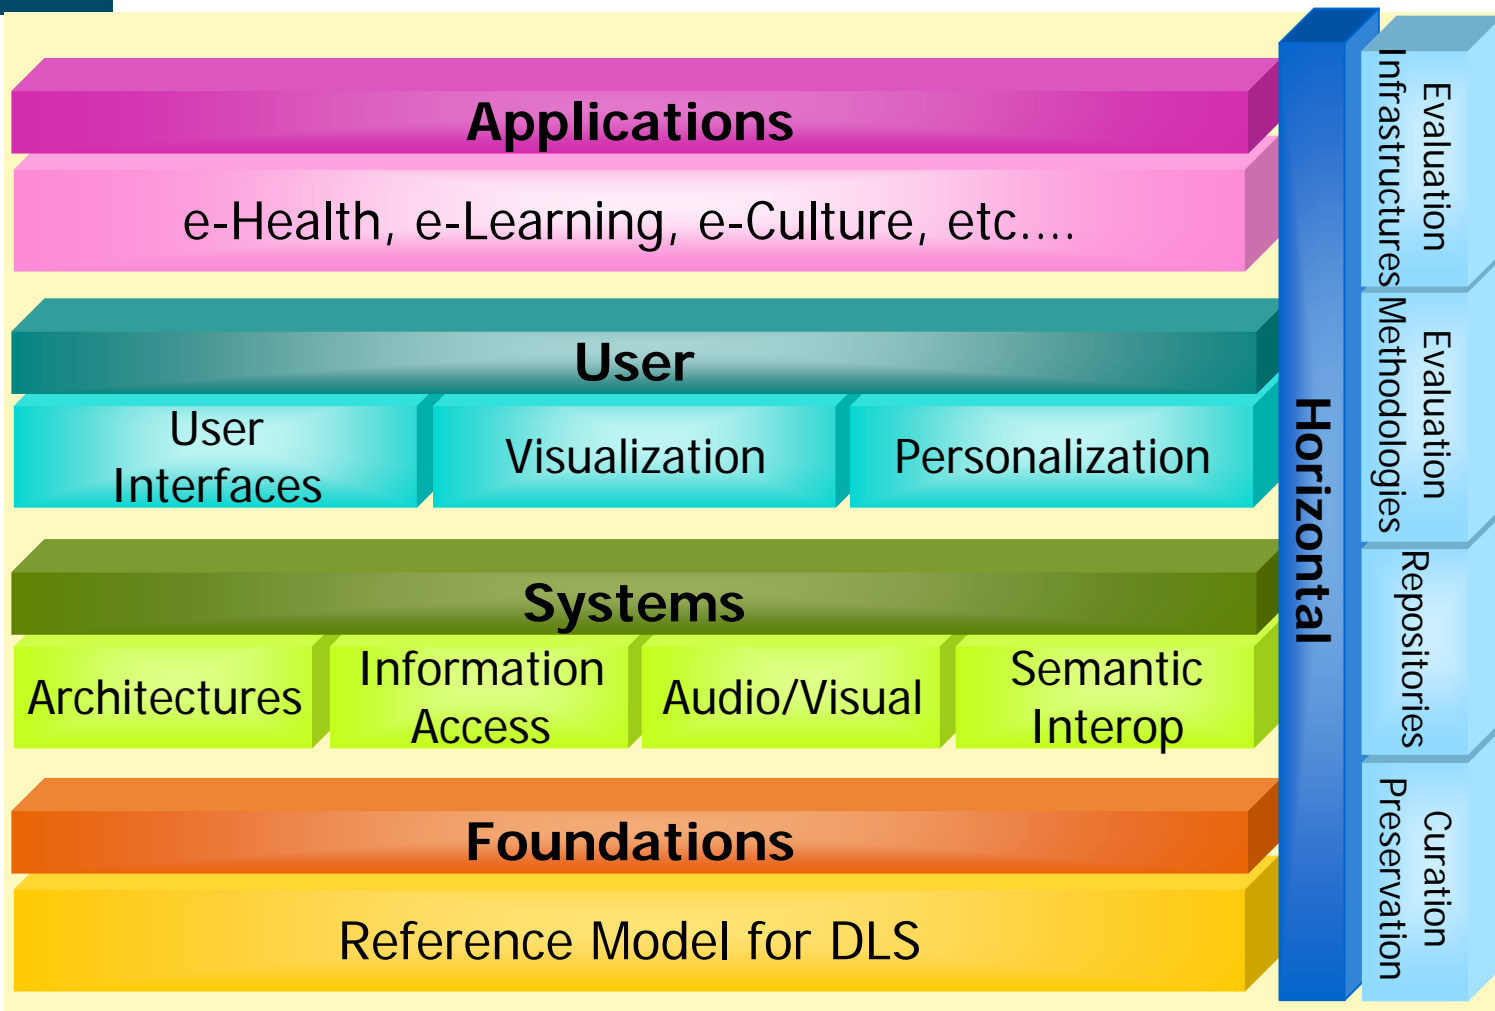 Applications
e-Health, e-Learning, e-Culture, etc....
User
User
Interfaces
Visualization
Personalization
Systems
Architectures
Information
Access
Audio/Visual
Semantic
Interop
Foundations
Reference Model for DLS
Horizontal
Evaluation
Infrastructures
Evaluation
Methodologies
Repositories
Curation
Preservation